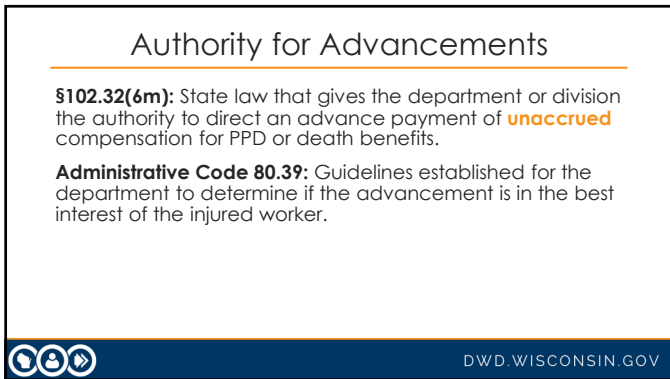 Authority for Advancements
§102.32(6m): State law that gives the department or division
the authority to direct an advance payment of unaccrued
compensation for PPD or death benefits.
Administrative Code 80.39: Guidelines established for the
department to determine if the advancement is in the best
interest of the injured worker.
DWD.WISCONSIN.GOV